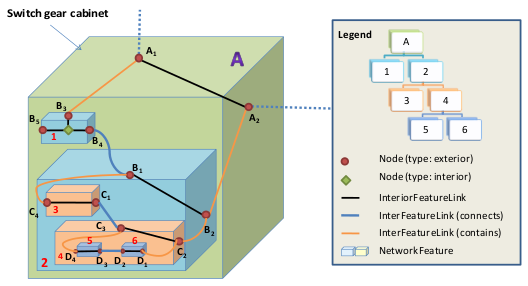 Switch gear cabinet
A₁
A
A₂
B₃
B₅
1
B₄
B₁
C₄
3
C₁
B₂
C₃
C₂
5
6
4
D₄
D₃
D₂
D₁
2
Legend
A
1
2
3
4
5
6
Node (type: exterior)
Node (type: interior)
InteriorFeatureLink
InterFeatureLink (connects)
InterFeatureLink (contains)
NetworkFeature